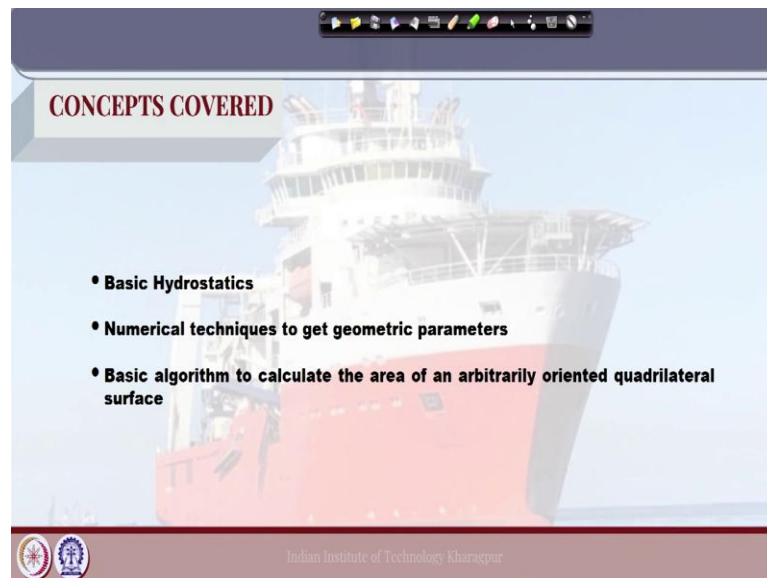 CONCEPTS COVERED
• Basic Hydrostatics
• Numerical techniques to get geometric parameters
• Basic algorithm to calculate the area of an arbitrarily oriented quadrilateral
surface
Indian Institute of Technology Kharagpur